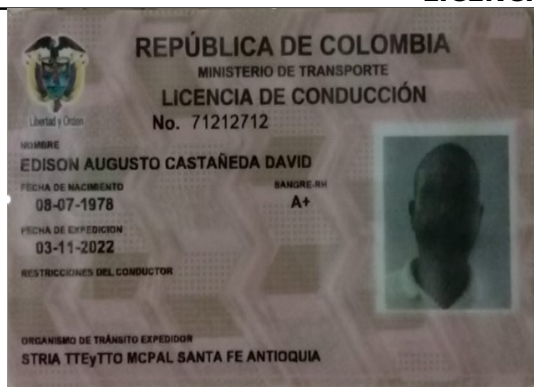 REPÚBLICA DE COLOMBIA
MINISTERIO DE TRANSPORTE
LICENCIA DE CONDUCCIÓN
Libertad y Orden
No. 71212712
NOMBRE
EDISON AUGUSTO CASTAÑEDA DAVID
FECHA DE NACIMIENTO SANGRE-RH
08-07-1978 A+
FECHA DE EXPEDICION
03-11-2022
RESTRICCIONES DEL CONDUCTOR
ORGANISMO DE TRÁNSITO EXPEDIDOR
STRIA TTEyTTO MCPAL SANTA FE ANTIOQUIA